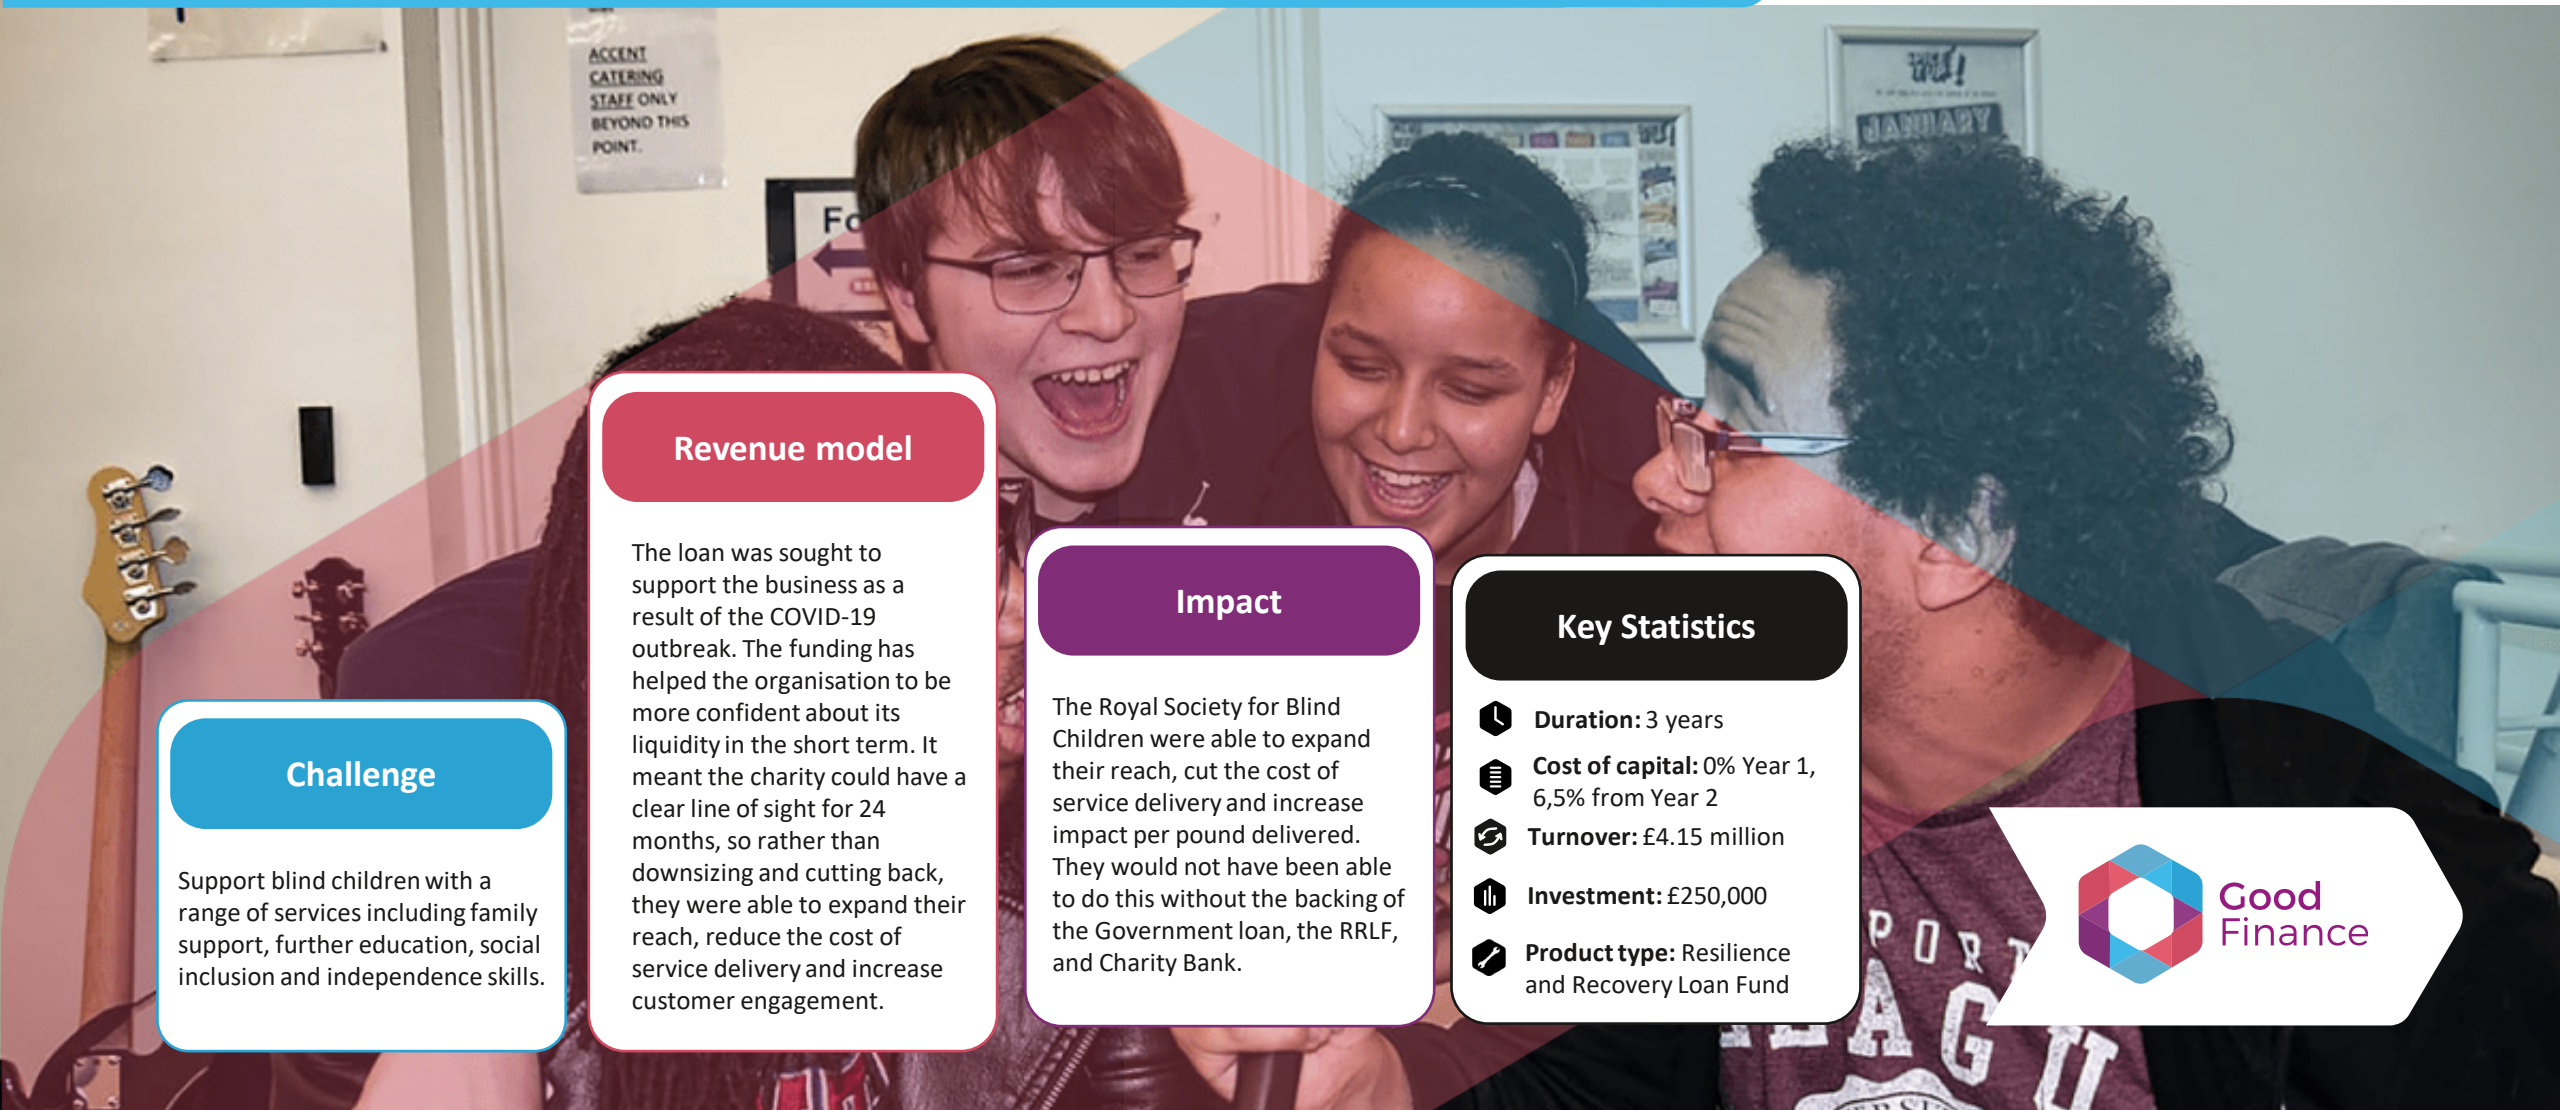 ACCENT
CATERING
STAFF ONLY
BEYOND THIS
POINT.
Fo
JANUARY
Revenue model
The loan was sought to
support the business as a
result of the COVID-19
outbreak. The funding has
helped the organisation to be
more confident about its
liquidity in the short term. It
meant the charity could have a
clear line of sight for 24
months, so rather than
downsizing and cutting back,
they were able to expand their
reach, reduce the cost of
service delivery and increase
customer engagement.
Impact
The Royal Society for Blind
Children were able to expand
their reach, cut the cost of
service delivery and increase
impact per pound delivered.
They would not have been able
to do this without the backing of
the Government loan, the RRLF,
and Charity Bank.
Key Statistics
Duration: 3 years
Cost of capital: 0% Year 1,
6,5% from Year 2
Turnover: £4.15 million
Investment: £250,000
Product type: Resilience
and Recovery Loan Fund
Challenge
Support blind children with a
range of services including family
support, further education, social
inclusion and independence skills.
Good
Finance